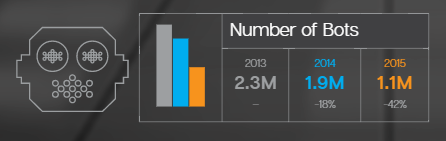 Number of Bots
2013 2014 2015
2.3M 1.9M 1.1M
– -18% -42%